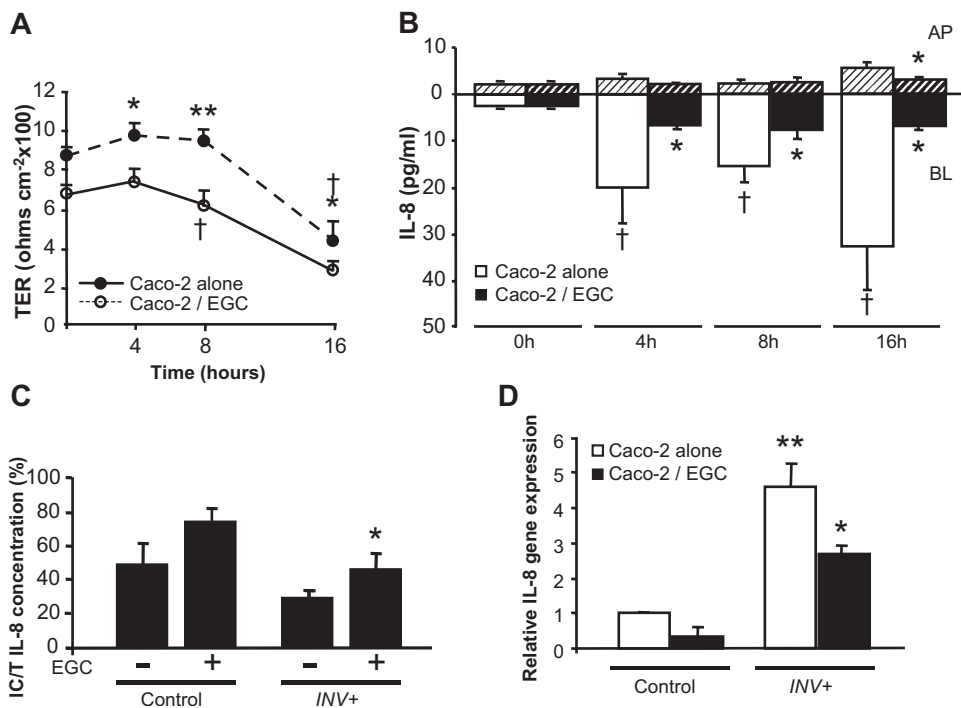 A
TER (ohms cm-2x100)
12
10
8
6
4
2
0
*
**
†
†
*
Caco-2 alone
Caco-2 / EGC
4
8
16
Time (hours)
B
IL-8 (pg/ml)
10
0
10
20
30
40
50
AP
BL
*
*
*
*
†
†
†
Caco-2 alone
Caco-2 / EGC
0h
4h
8h
16h
C
IC/T IL-8 concentration (%)
100
80
60
40
20
0
*
EGC
-
+
-
+
Control
INV+
D
Relative IL-8 gene expression
6
5
4
3
2
1
0
Caco-2 alone
Caco-2 / EGC
**
*
Control
INV+